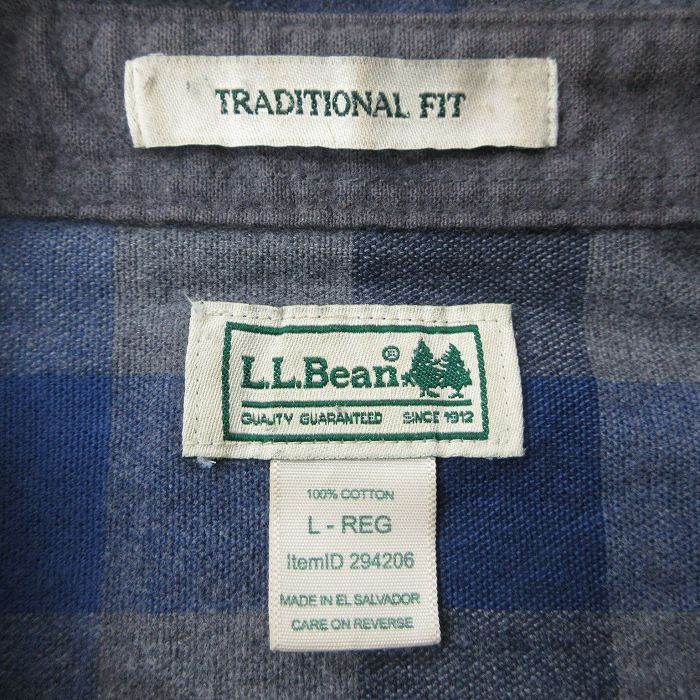 TRADITIONAL FIT
L.L.Bean®
QUALITY GUARANTEED SINCE 1912
100% COTTON
L - REG
ItemID 294206
MADE IN EL SALVADOR
CARE ON REVERSE